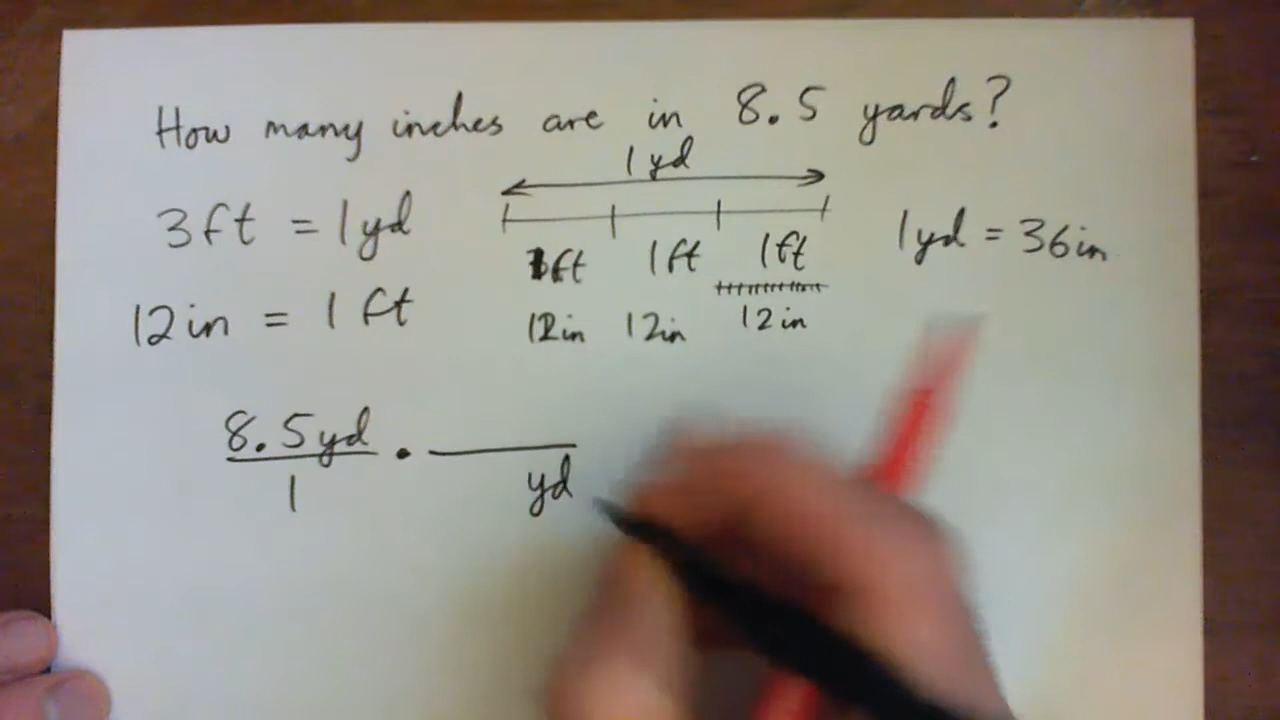 How many inches are in 8.5 yards?
1 yd
3 ft = 1 yd
1 ft 1 ft 1 ft
1 yd = 36 in
12 in = 1 ft
12 in 12 in 12 in
8.5 yd
1
·
yd